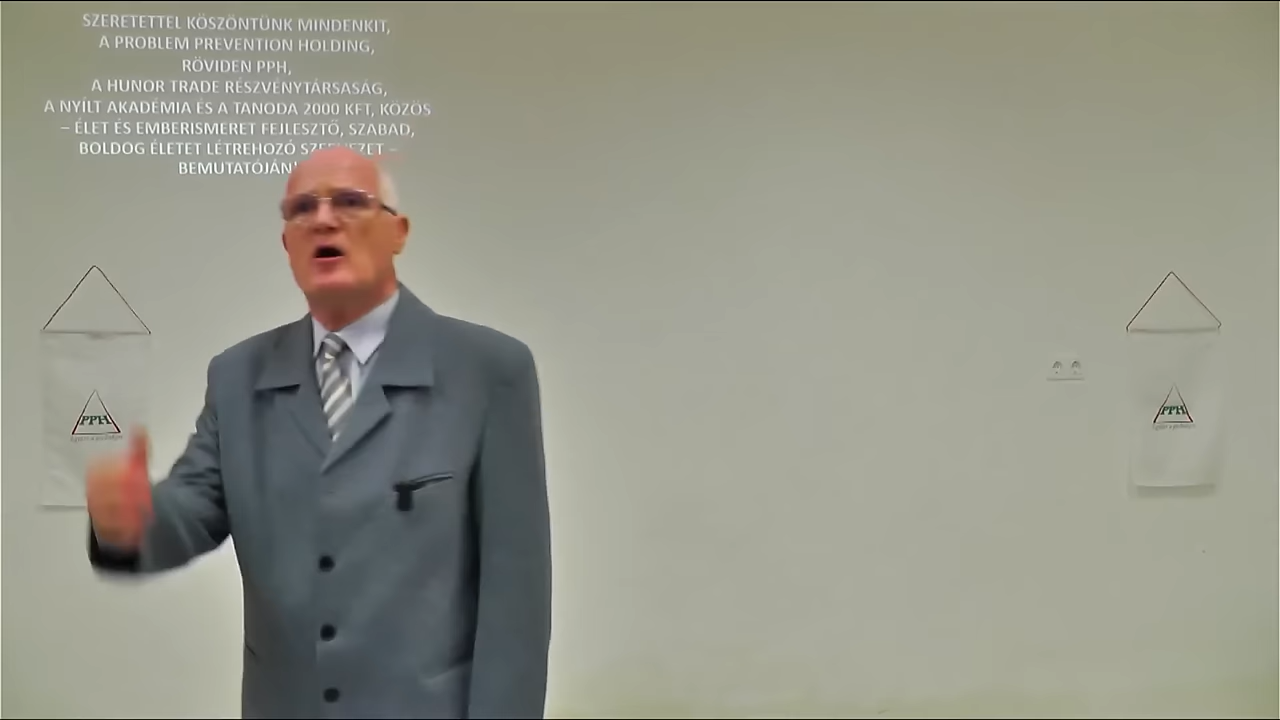 SZERETETTEL KÖSZÖNTÜNK MINDENKIT,
A PROBLEM PREVENTION HOLDING,
RÖVIDEN PPH,
A HUNOR TRADE RÉSZVÉNYTÁRSASÁG,
A NYÍLT AKADÉMIA ÉS A TANODA 2000 KFT, KÖZÖS
– ÉLET ÉS EMBERISMERET FEJLESZTŐ, SZABAD,
BOLDOG ÉLETET LÉTREHOZÓ –
PPH
PPH